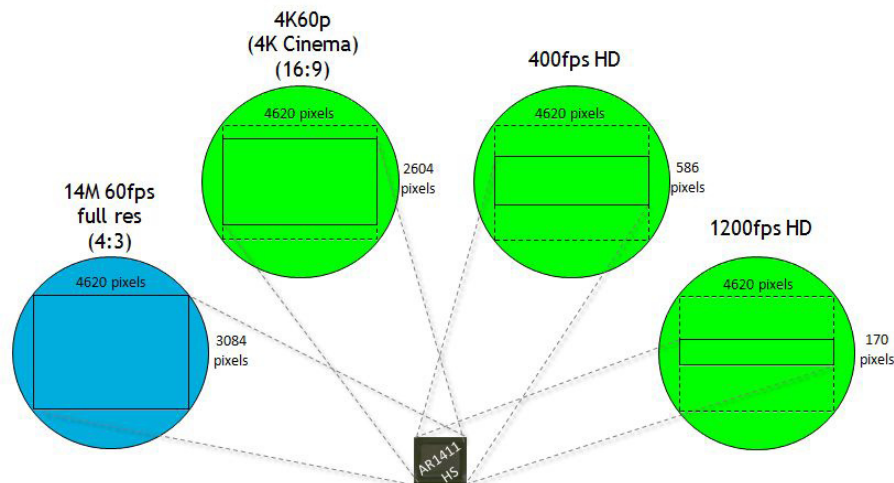 4K60p
(4K Cinema)
(16:9)
4620 pixels
2604
pixels
400fps HD
4620 pixels
586
pixels
14M 60fps
full res
(4:3)
4620 pixels
3084
pixels
1200fps HD
4620 pixels
170
pixels
AR1411
HS